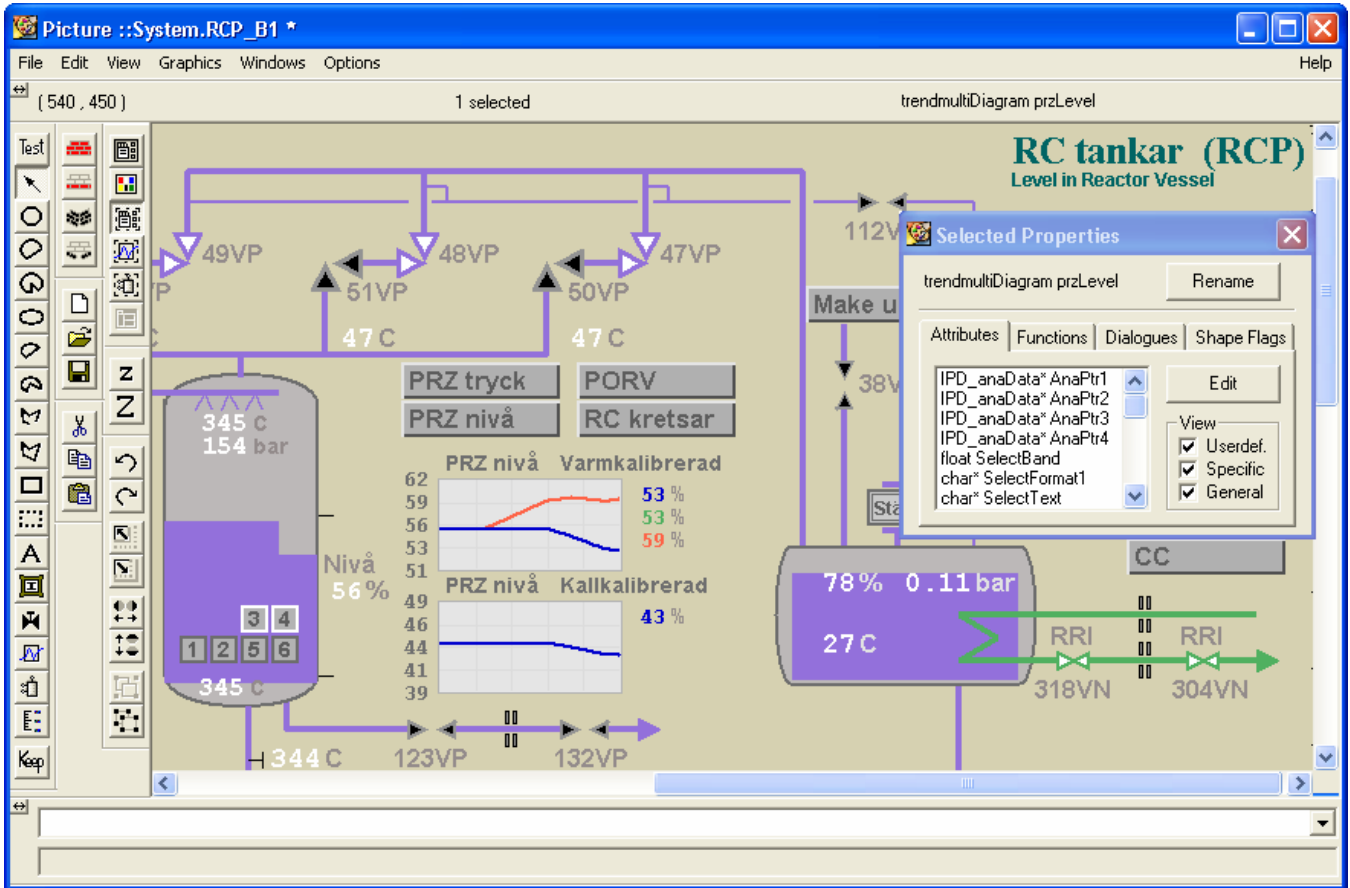 Picture ::System.RCP_B1 *
File Edit View Graphics Windows Options Help
( 540 , 450 ) 1 selected trendmultiDiagram przLevel
Test
A
Keep
z
Z
RC tankar (RCP)
Level in Reactor Vessel
49VP
48VP
47VP
112V
VP
51VP
50VP
47 C
47 C
Make u
38V
PRZ tryck
PORV
PRZ nivå
RC kretsar
345 C
154 bar
PRZ nivå Varmkalibrerad
62
59
56
53
51
53 %
53 %
59 %
Nivå
56%
PRZ nivå Kallkalibrerad
49
46
44
41
39
43 %
3 4
1 2 5 6
345 C
344 C
123VP
132VP
Stä
78% 0.11 bar
27 C
CC
RRI
RRI
318VN
304VN
Selected Properties
trendmultiDiagram przLevel
Rename
Attributes Functions Dialogues Shape Flags
IPD_anaData* AnaPtr1
IPD_anaData* AnaPtr2
IPD_anaData* AnaPtr3
IPD_anaData* AnaPtr4
float SelectBand
char* SelectFormat1
char* SelectText
Edit
View
Userdef.
Specific
General